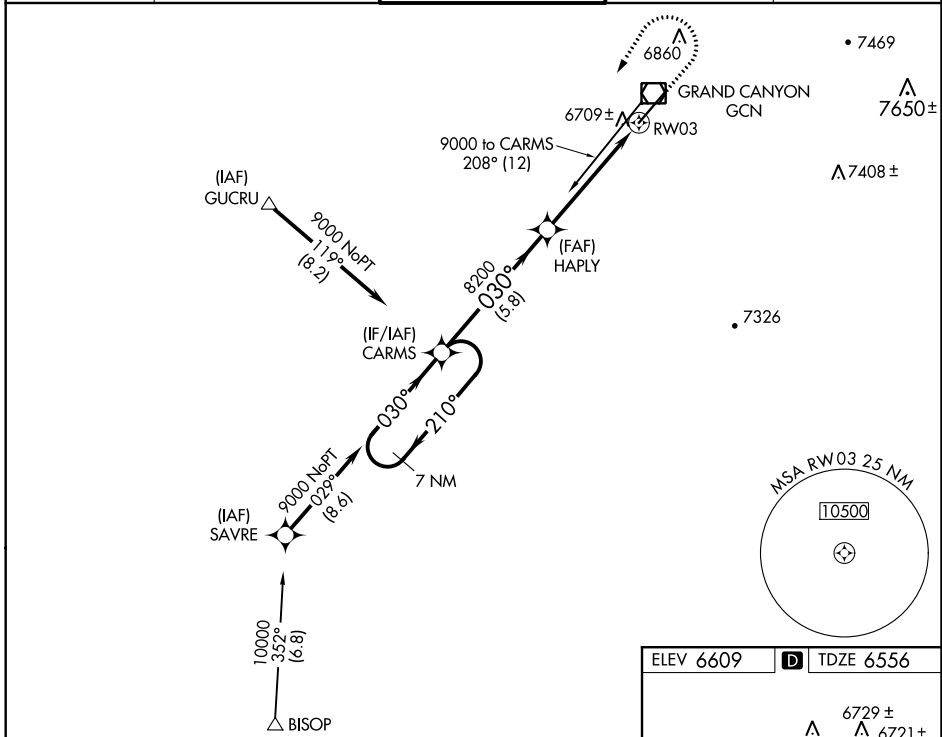 6860
7469
GRAND CANYON
GCN
7650±
6709±
RW03
9000 to CARMS
208° (12)
7408±
(IAF)
GUCRU
9000 NoPT
119°
(8.2)
(FAF)
HAPLY
8200
030°
(5.8)
7326
(IF/IAF)
CARMS
030°
210°
7 NM
9000 NoPT
029°
(8.6)
MSA RW03 25 NM
10500
(IAF)
SAVRE
10000
352°
(6.8)
BISOP
ELEV 6609 D TDZE 6556
6729±
6721±